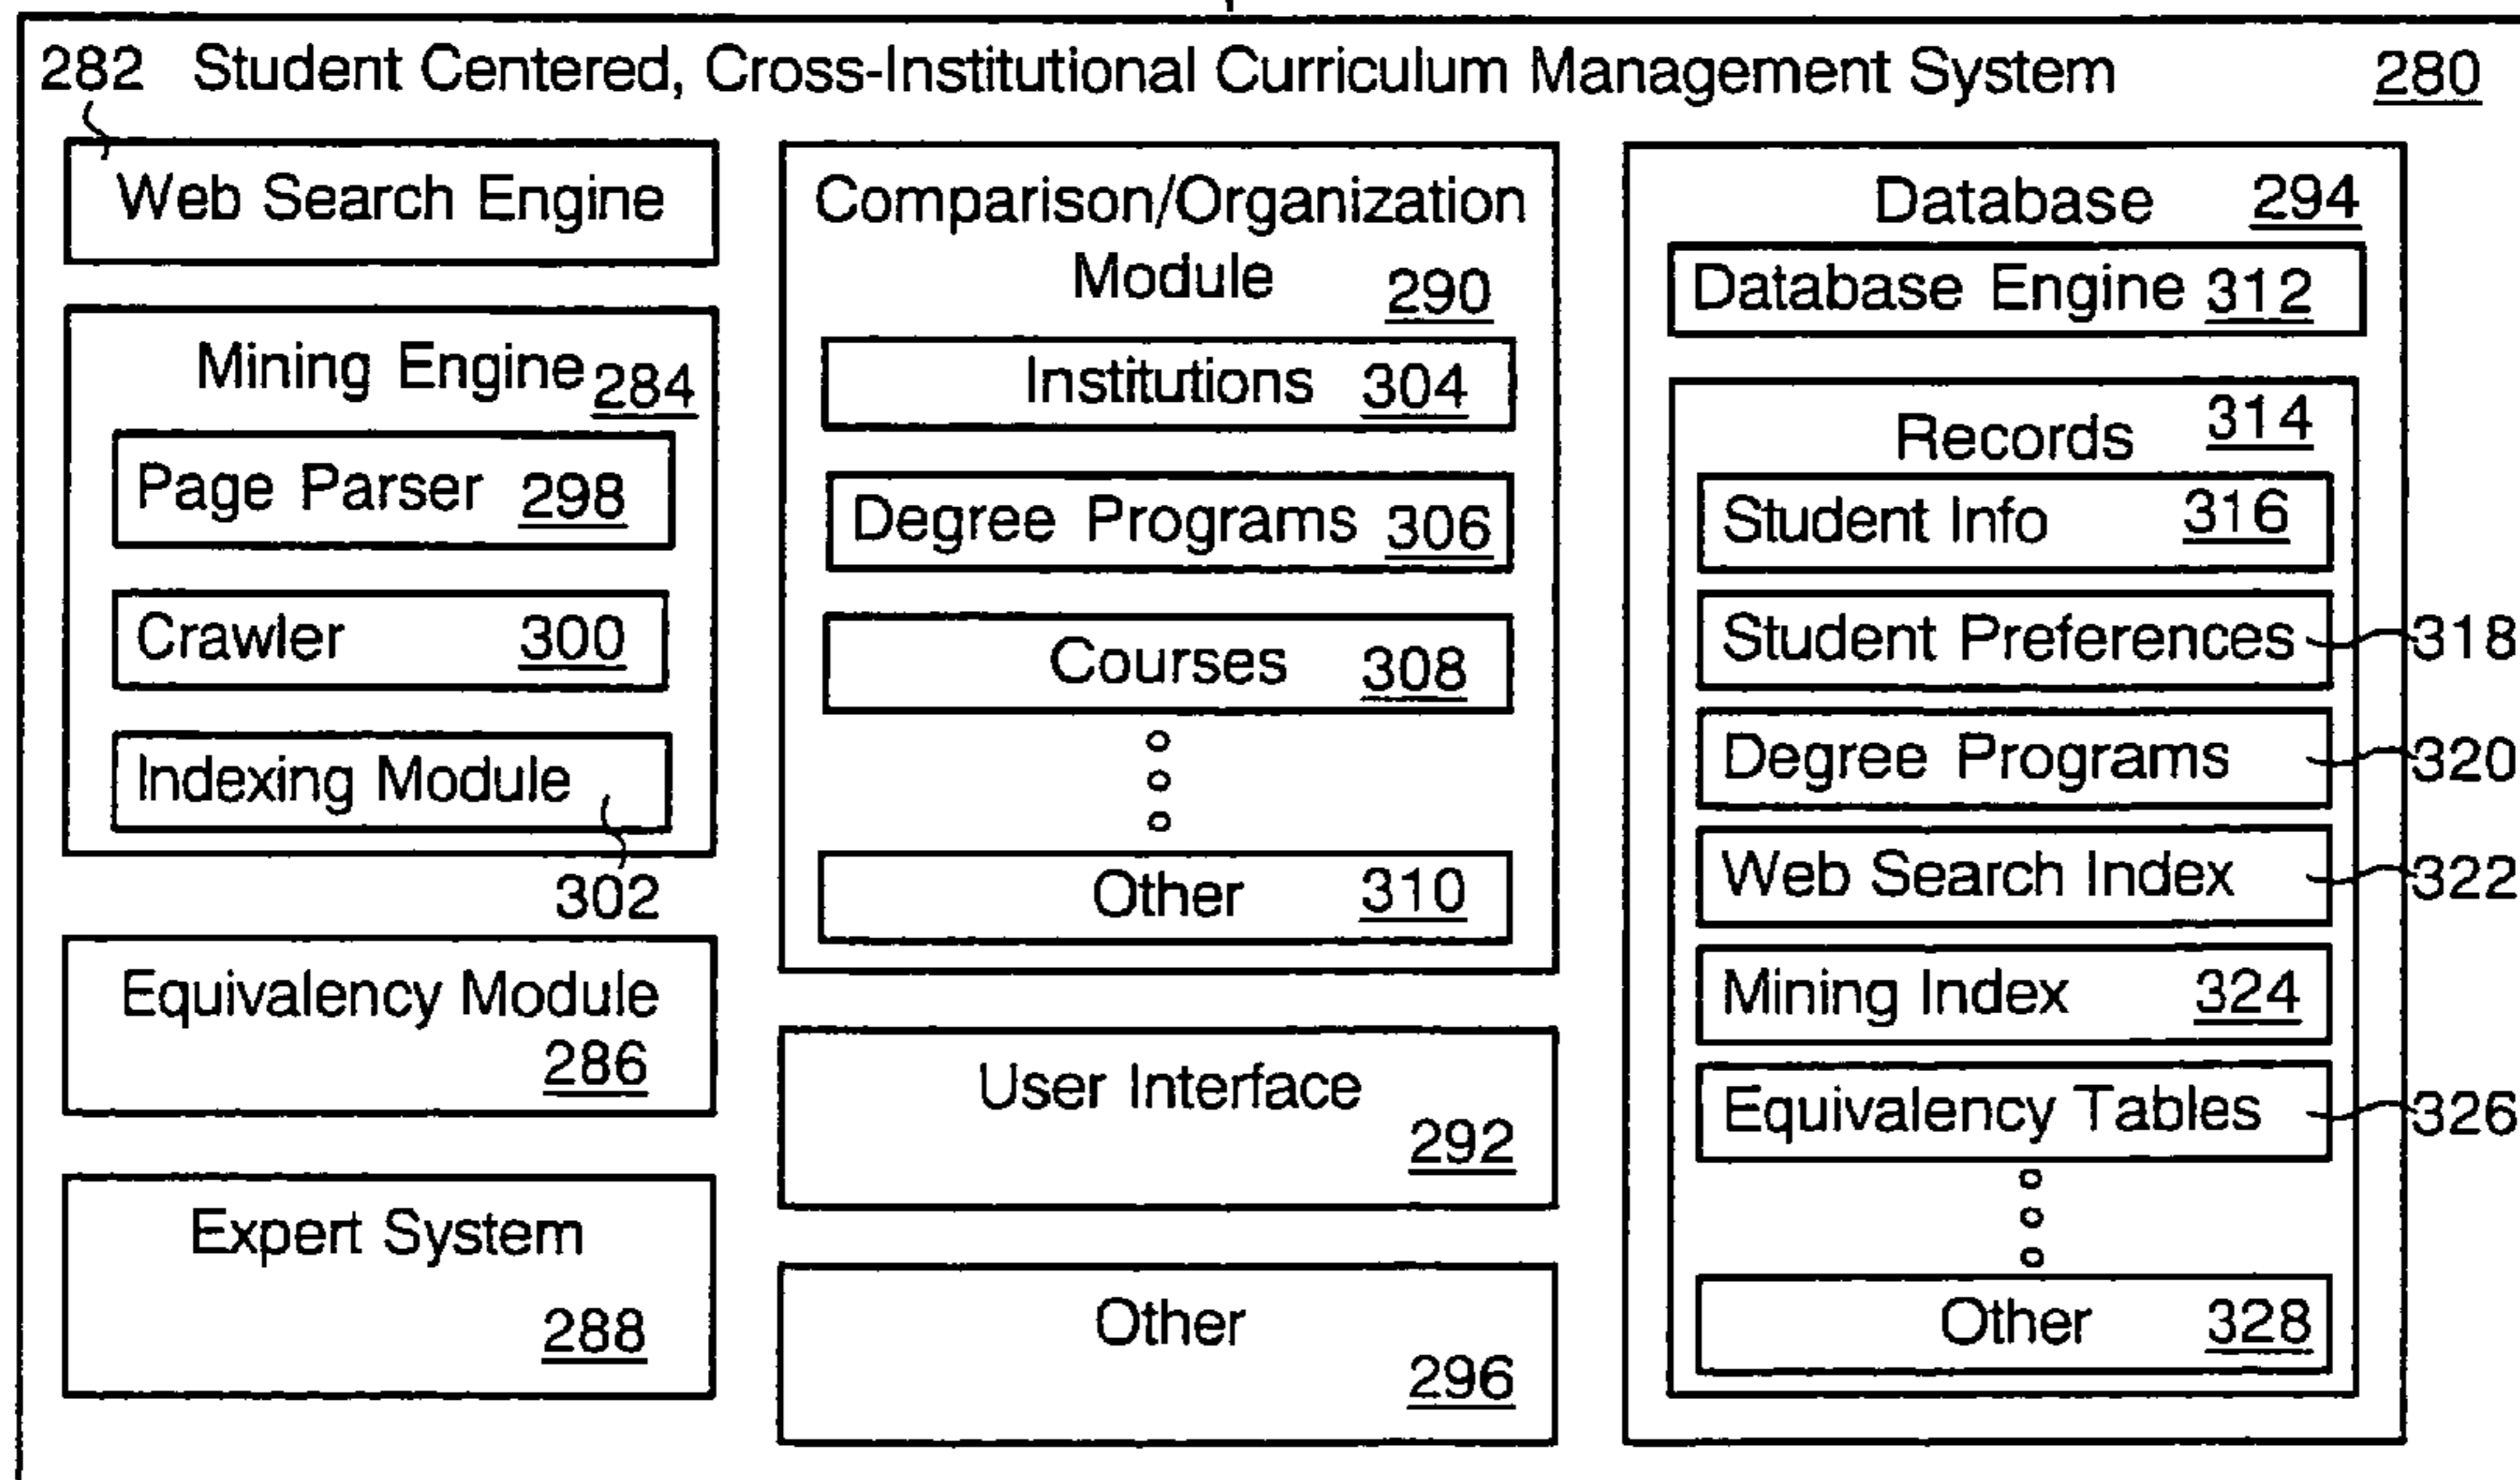 282 Student Centered, Cross-Institutional Curriculum Management System 280
Web Search Engine
Mining Engine 284
Page Parser 298
Crawler 300
Indexing Module
302
Equivalency Module
286
Expert System
288
Comparison/Organization
Module 290
Institutions 304
Degree Programs 306
Courses 308
Other 310
User Interface
292
Other
296
Database 294
Database Engine 312
Records 314
Student Info 316
Student Preferences 318
Degree Programs 320
Web Search Index 322
Mining Index 324
Equivalency Tables 326
Other 328